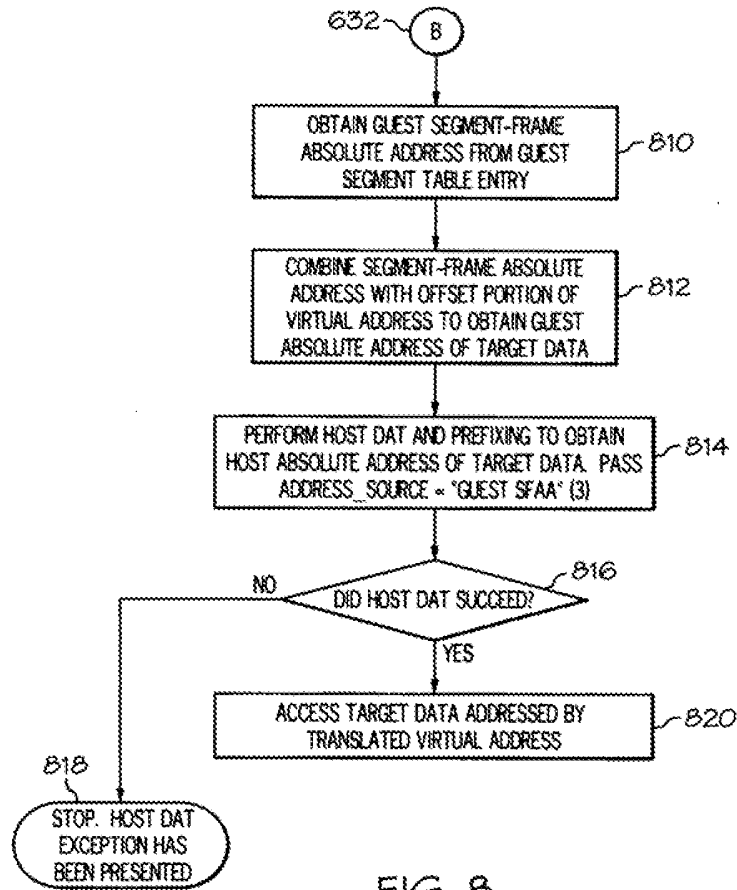 632
B
OBTAIN GUEST SEGMENT-FRAME
ABSOLUTE ADDRESS FROM GUEST
SEGMENT TABLE ENTRY
810
COMBINE SEGMENT-FRAME ABSOLUTE
ADDRESS WITH OFFSET PORTION OF
VIRTUAL ADDRESS TO OBTAIN GUEST
ABSOLUTE ADDRESS OF TARGET DATA
812
PERFORM HOST DAT AND PREFIXING TO OBTAIN
HOST ABSOLUTE ADDRESS OF TARGET DATA. PASS
ADDRESS_SOURCE = "GUEST SFAA" (3)
814
DID HOST DAT SUCCEED?
816
NO
YES
ACCESS TARGET DATA ADDRESSED BY
TRANSLATED VIRTUAL ADDRESS
820
818
STOP. HOST DAT
EXCEPTION HAS
BEEN PRESENTED
FIG. 8